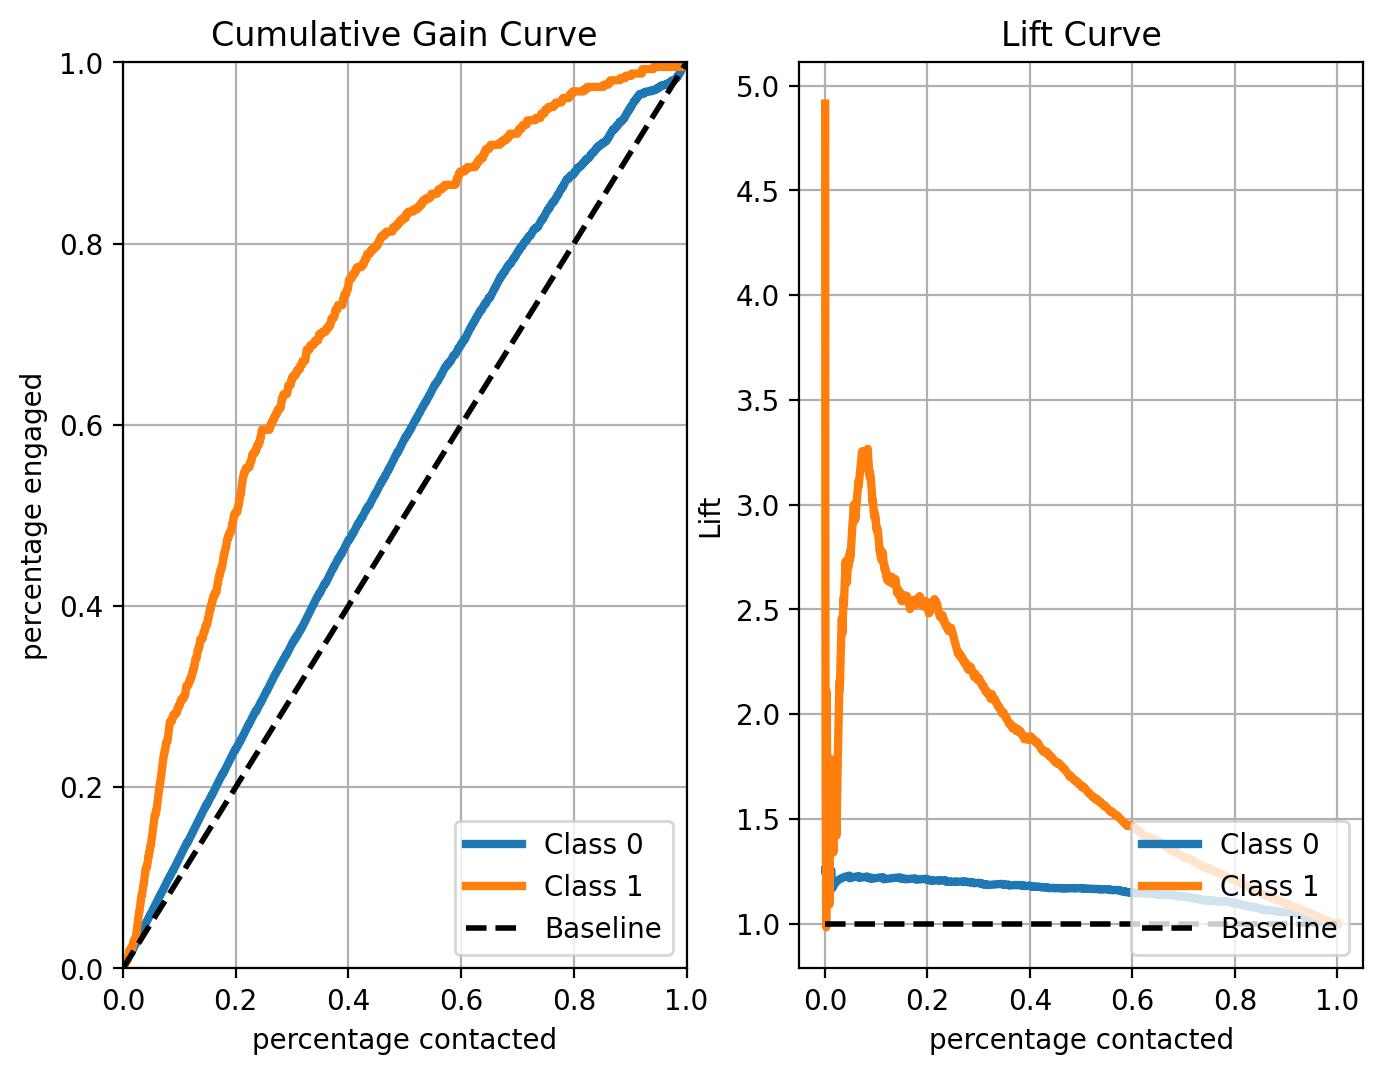 Cumulative Gain Curve
1.0
0.8
0.6
0.4
0.2
0.0
percentage engaged
0.0 0.2 0.4 0.6 0.8 1.0
percentage contacted
Class 0
Class 1
Baseline
Lift Curve
5.0
4.5
4.0
3.5
3.0
2.5
2.0
1.5
1.0
Lift
0.0 0.2 0.4 0.6 0.8 1.0
percentage contacted
Class 0
Class 1
Baseline